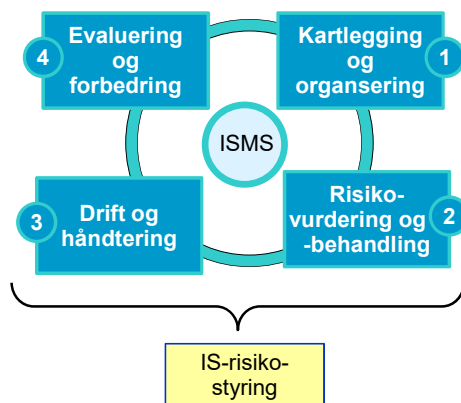 4
Evaluering
og
forbedring
Kartlegging
og
organsering
1
ISMS
3
Drift og
håndtering
Risiko-
vurdering og
-behandling
2
IS-risiko-
styring